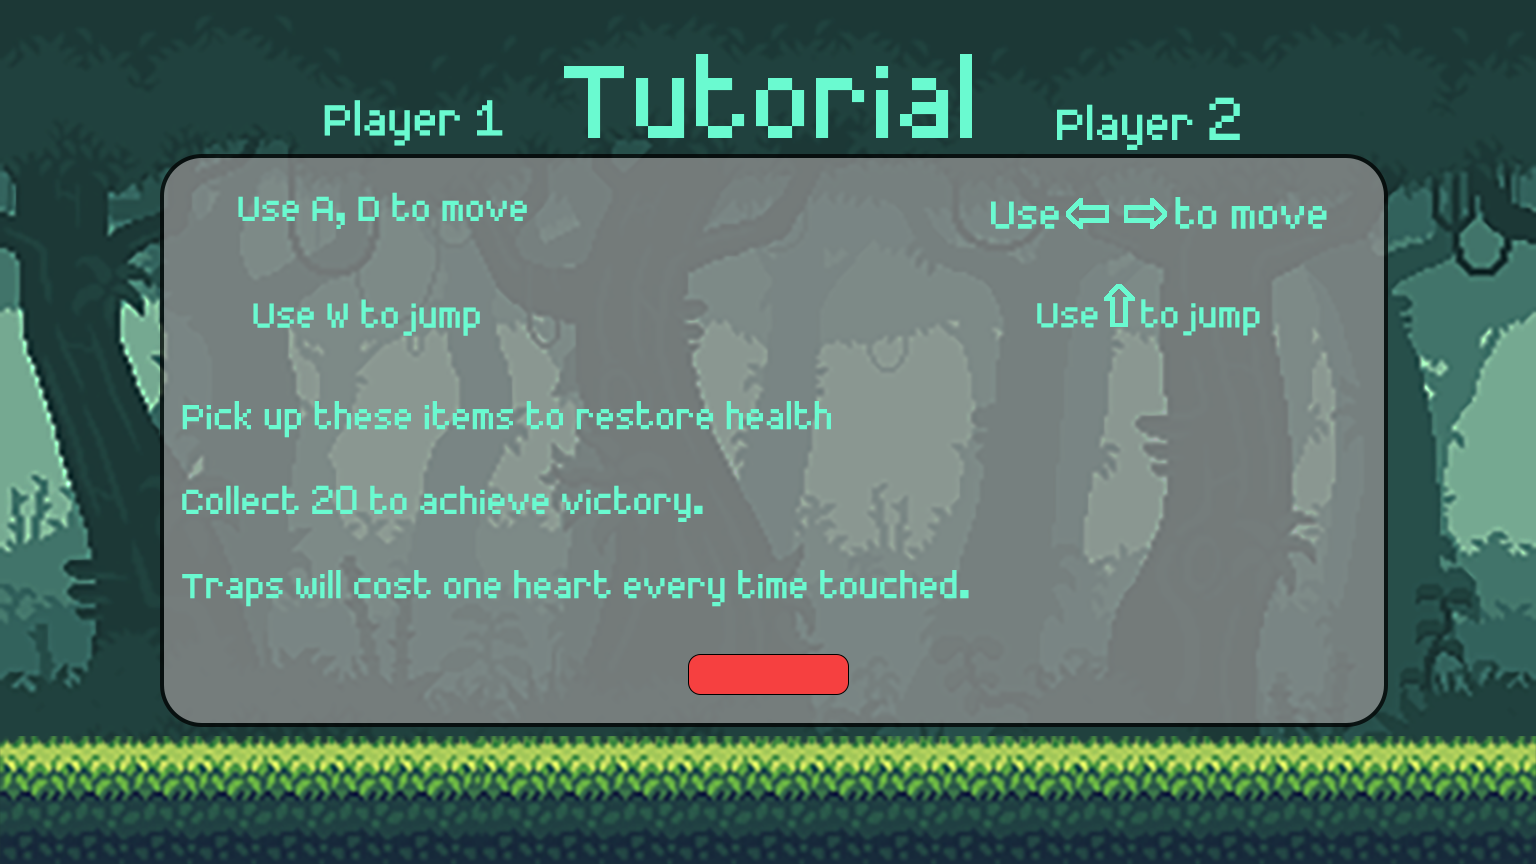 Tutorial
Player 1
Player 2
Use A, D to move
Use ⇦ ⇨ to move
Use W to jump
Use ⇧ to jump
Pick up these items to restore health
Collect 20 to achieve victory.
Traps will cost one heart every time touched.